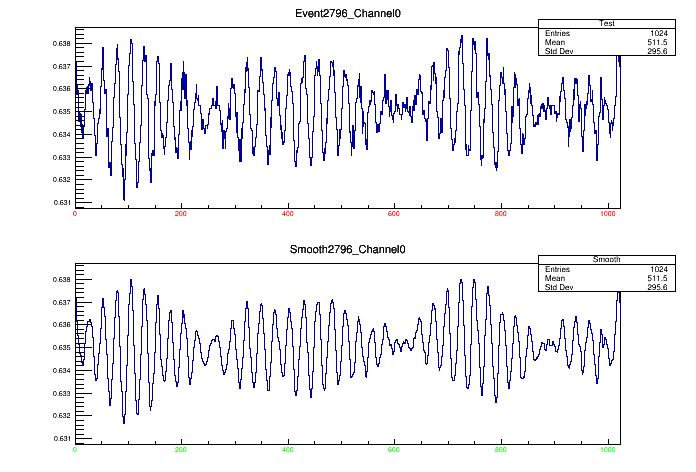 Event2796_Channel0
Test
Entries 1024
Mean 511.5
Std Dev 295.6
0.638
0.637
0.636
0.635
0.634
0.633
0.632
0.631
0 200 400 600 800 1000
Smooth2796_Channel0
Smooth
Entries 1024
Mean 511.5
Std Dev 295.6
0.638
0.637
0.636
0.635
0.634
0.633
0.632
0.631
0 200 400 600 800 1000